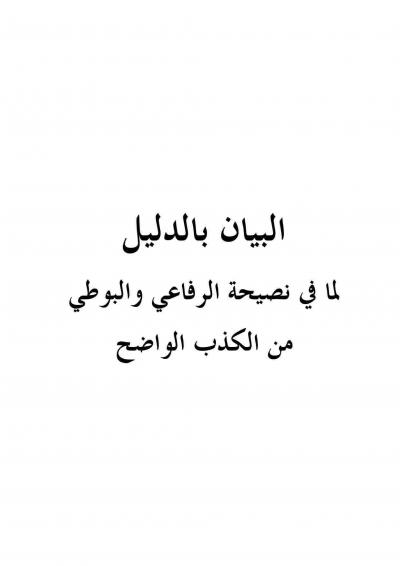 البيان بالدليل
لما في نصيحة الرفاعي والبوطي
من الكذب الواضح